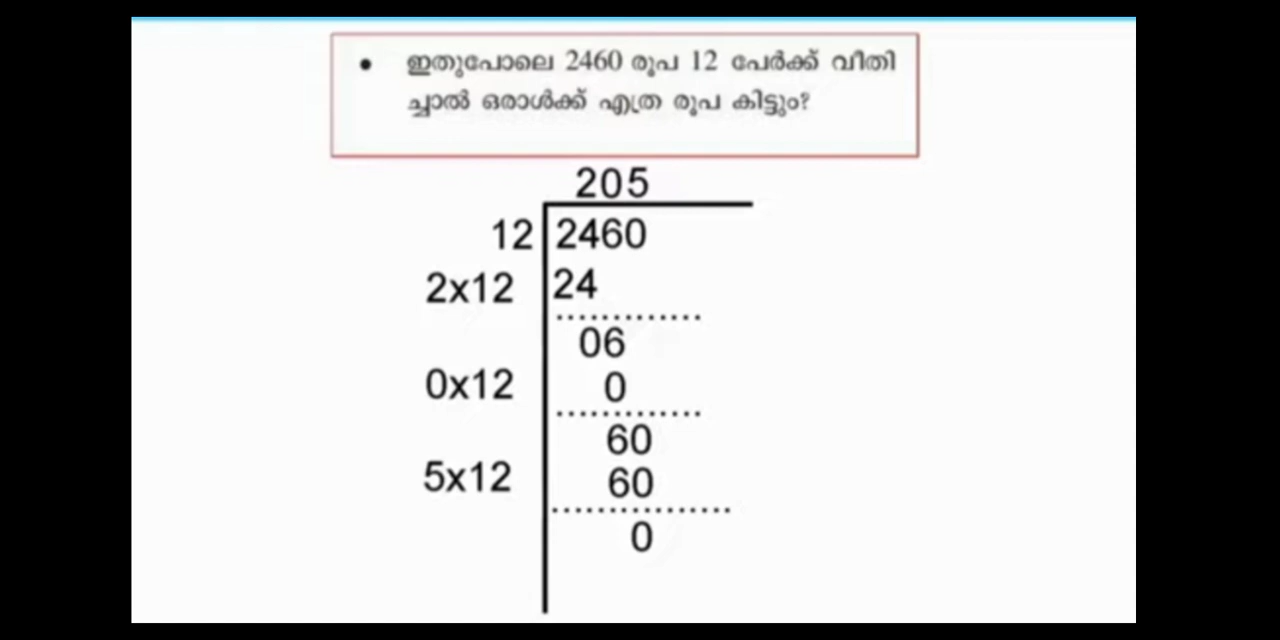 • ഇതുപോലെ 2460 രൂപ 12 പേർക്ക് വീതി
ച്ചാൽ ഒരാൾക്ക് എത്ര രൂപ കിട്ടും?
205
12 2460
2x12 24
06
0x12 0
60
5x12 60
0